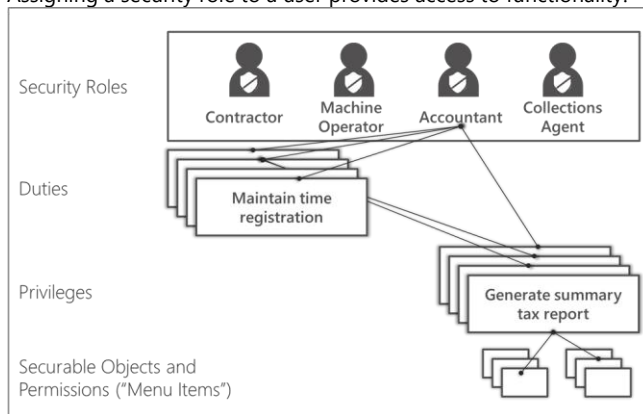 Assigning a security role to a user provides access to functionality.
Security Roles
Contractor
Machine
Operator
Accountant
Collections
Agent
Duties
Maintain time
registration
Privileges
Generate summary
tax report
Securable Objects and
Permissions ("Menu Items")